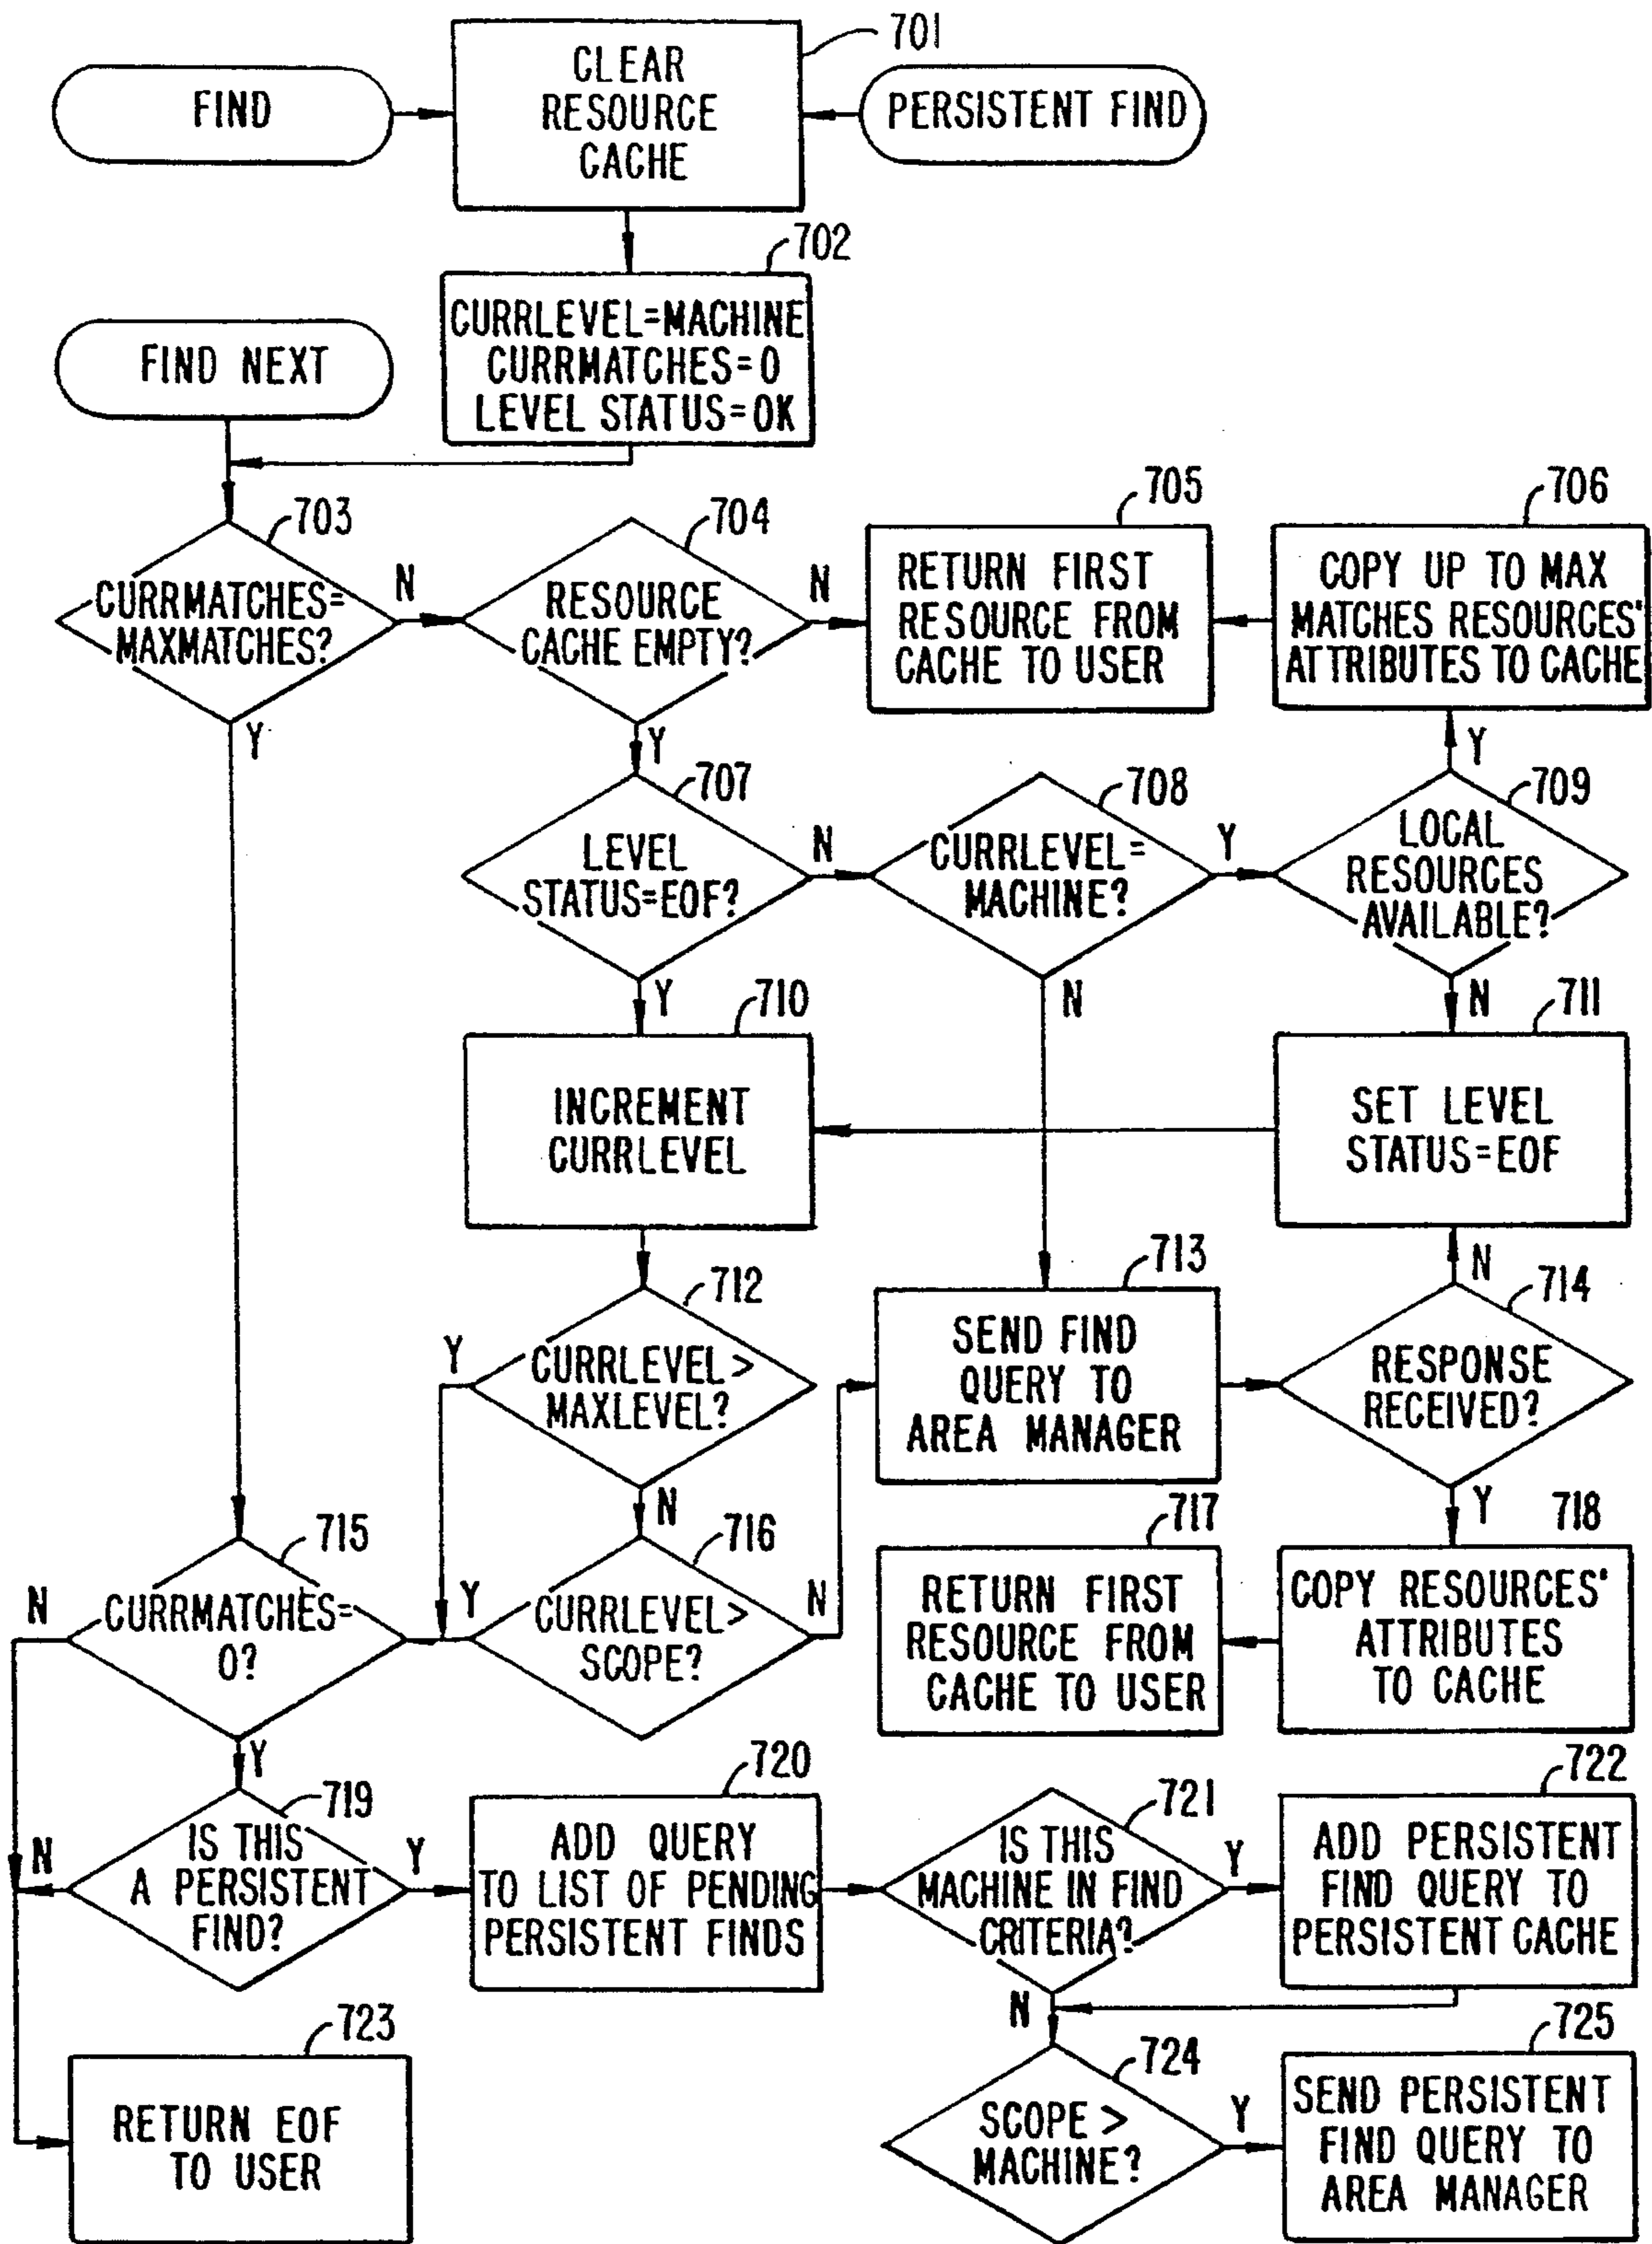 701
CLEAR
RESOURCE
CACHE
FIND
PERSISTENT FIND
702
CURRLEVEL=MACHINE
CURRMATCHES=0
LEVEL STATUS=OK
FIND NEXT
703
CURRMATCHES=
MAXMATCHES?
N
Y
704
RESOURCE
CACHE EMPTY?
N
Y
705
RETURN FIRST
RESOURCE FROM
CACHE TO USER
706
COPY UP TO MAX
MATCHES RESOURCES'
ATTRIBUTES TO CACHE
Y
707
LEVEL
STATUS=EOF?
N
Y
708
CURRLEVEL=
MACHINE?
Y
N
709
LOCAL
RESOURCES
AVAILABLE?
N
710
INCREMENT
CURRLEVEL
711
SET LEVEL
STATUS=EOF
N
712
CURRLEVEL>
MAXLEVEL?
Y
N
713
SEND FIND
QUERY TO
AREA MANAGER
714
RESPONSE
RECEIVED?
Y
715
CURRMATCHES=
0?
N
Y
716
CURRLEVEL>
SCOPE?
Y
N
717
RETURN FIRST
RESOURCE FROM
CACHE TO USER
718
COPY RESOURCES'
ATTRIBUTES
TO CACHE
719
IS THIS
A PERSISTENT
FIND?
N
Y
720
ADD QUERY
TO LIST OF PENDING
PERSISTENT FINDS
721
IS THIS
MACHINE IN FIND
CRITERIA?
Y
N
722
ADD PERSISTENT
FIND QUERY TO
PERSISTENT CACHE
723
RETURN EOF
TO USER
724
SCOPE >
MACHINE?
Y
725
SEND PERSISTENT
FIND QUERY TO
AREA MANAGER